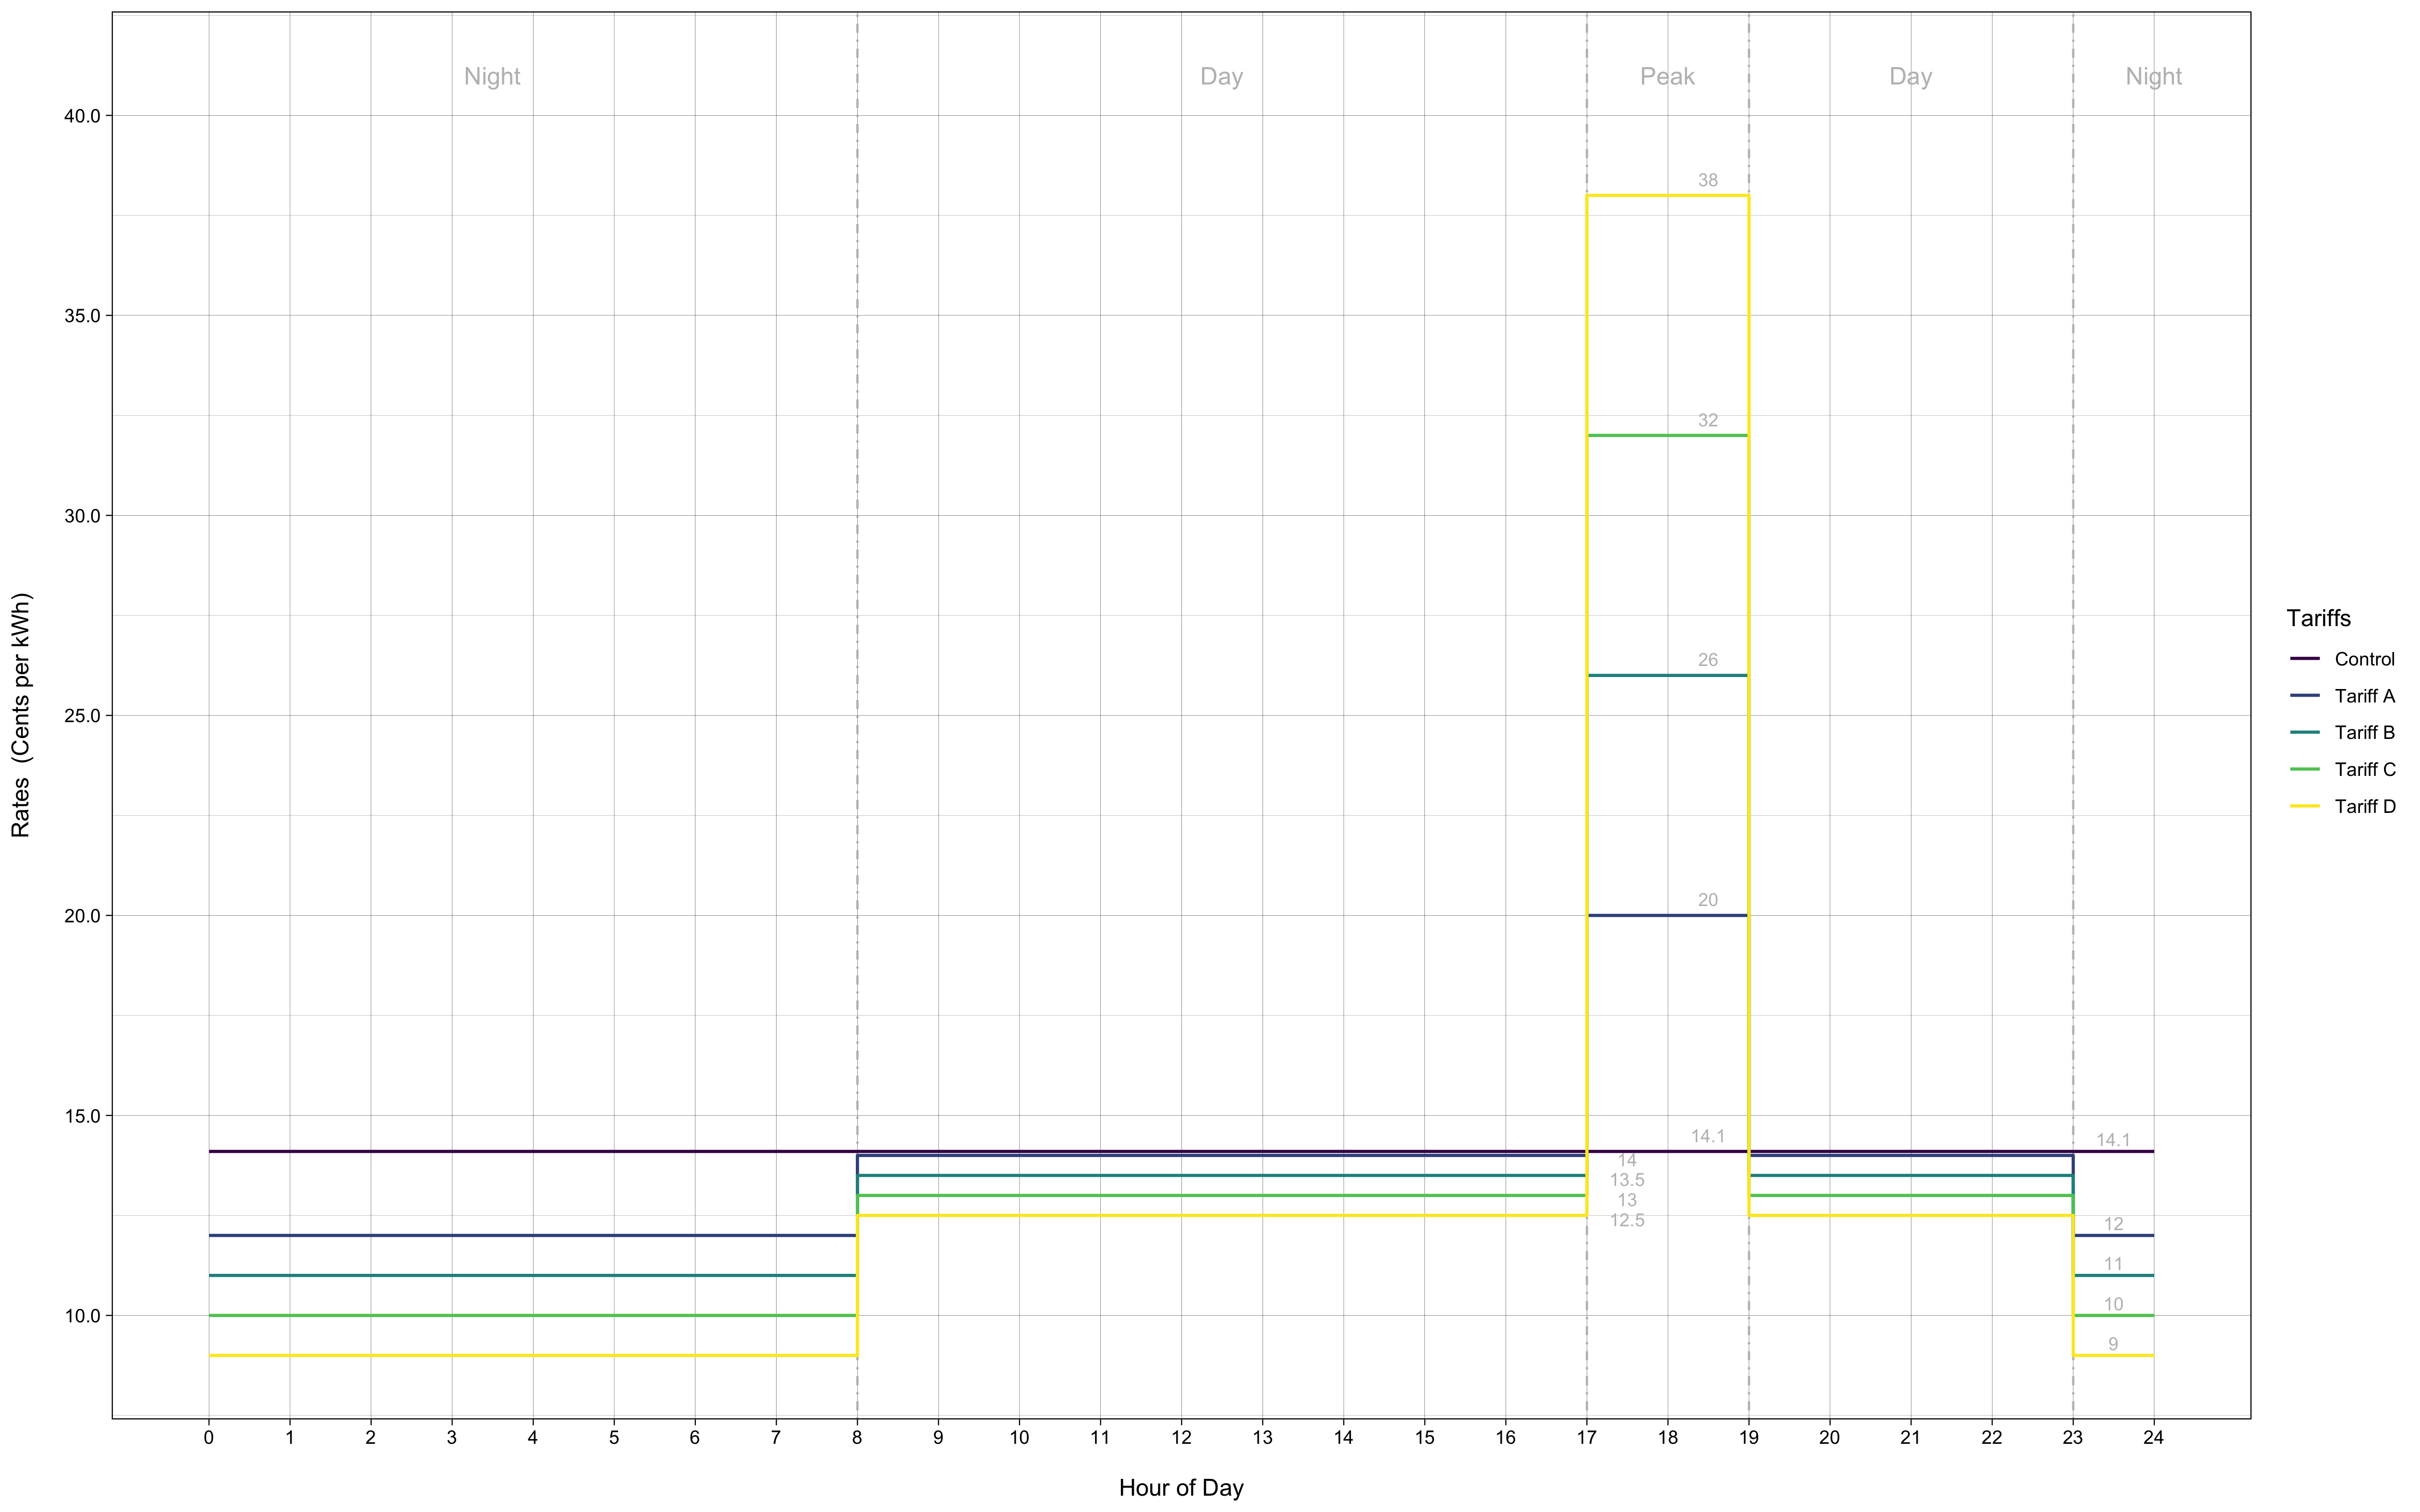 Night Day Peak Day Night
40.0
38
35.0
32
30.0
26
25.0
20
20.0
15.0
14.1 14.1
14
13.5
13
12.5
12
11
10
10.0
9
Rates (Cents per kWh)
0 1 2 3 4 5 6 7 8 9 10 11 12 13 14 15 16 17 18 19 20 21 22 23 24
Hour of Day
Tariffs
Control
Tariff A
Tariff B
Tariff C
Tariff D